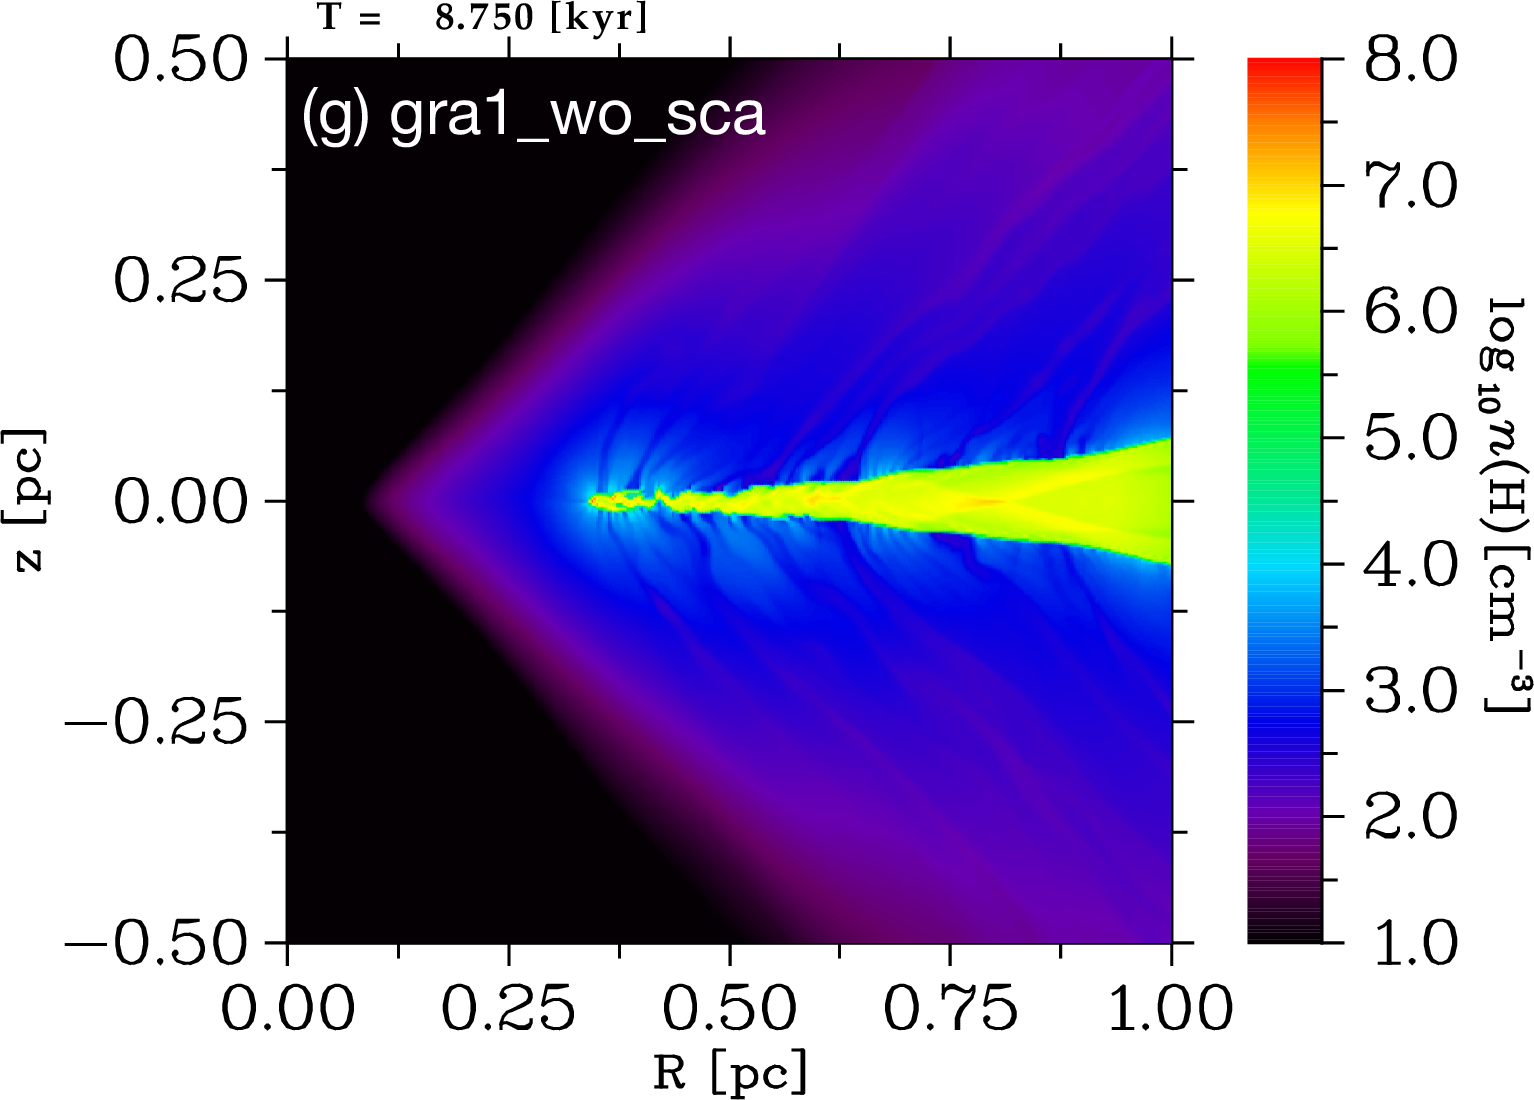 T = 8.750 [kyr]
(g) gra1_wo_sca
0.50
0.25
0.00
−0.25
−0.50
z [pc]
0.00 0.25 0.50 0.75 1.00
R [pc]
8.0
7.0
6.0
5.0
4.0
3.0
2.0
1.0
log₁₀n(H) [cm⁻³]